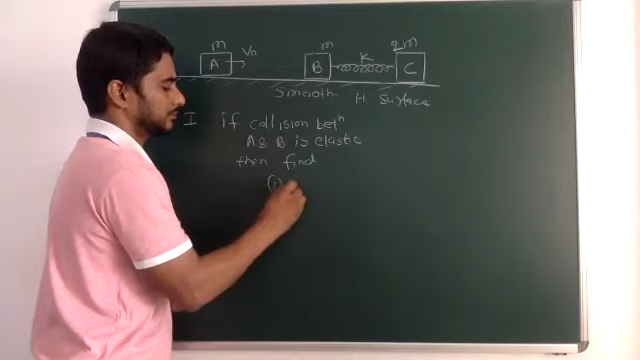 m m 2m
A V0 B K C
Smooth. H. Surface
I if collision betⁿ
A & B is elastic
then find
(i)